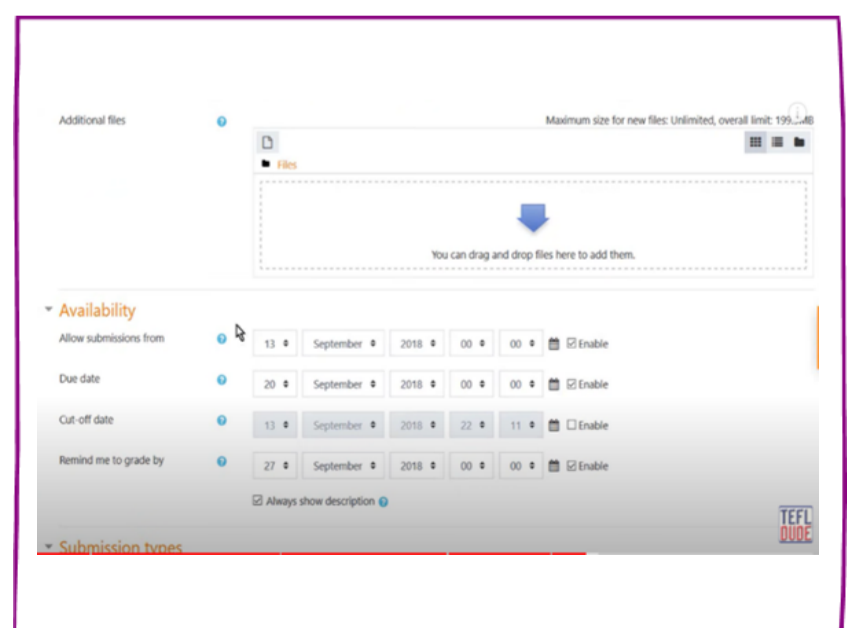 Additional files
Maximum size for new files: Unlimited, overall limit: MB
Files
You can drag and drop files here to add them.
Availability
Allow submissions from 13 September 2018 00 00 Enable
Due date 20 September 2018 00 00 Enable
Cut-off date 13 September 2018 22 11 Enable
Remind me to grade by 27 September 2018 00 00 Enable
Always show description
TEFL
DUDE
Submission types